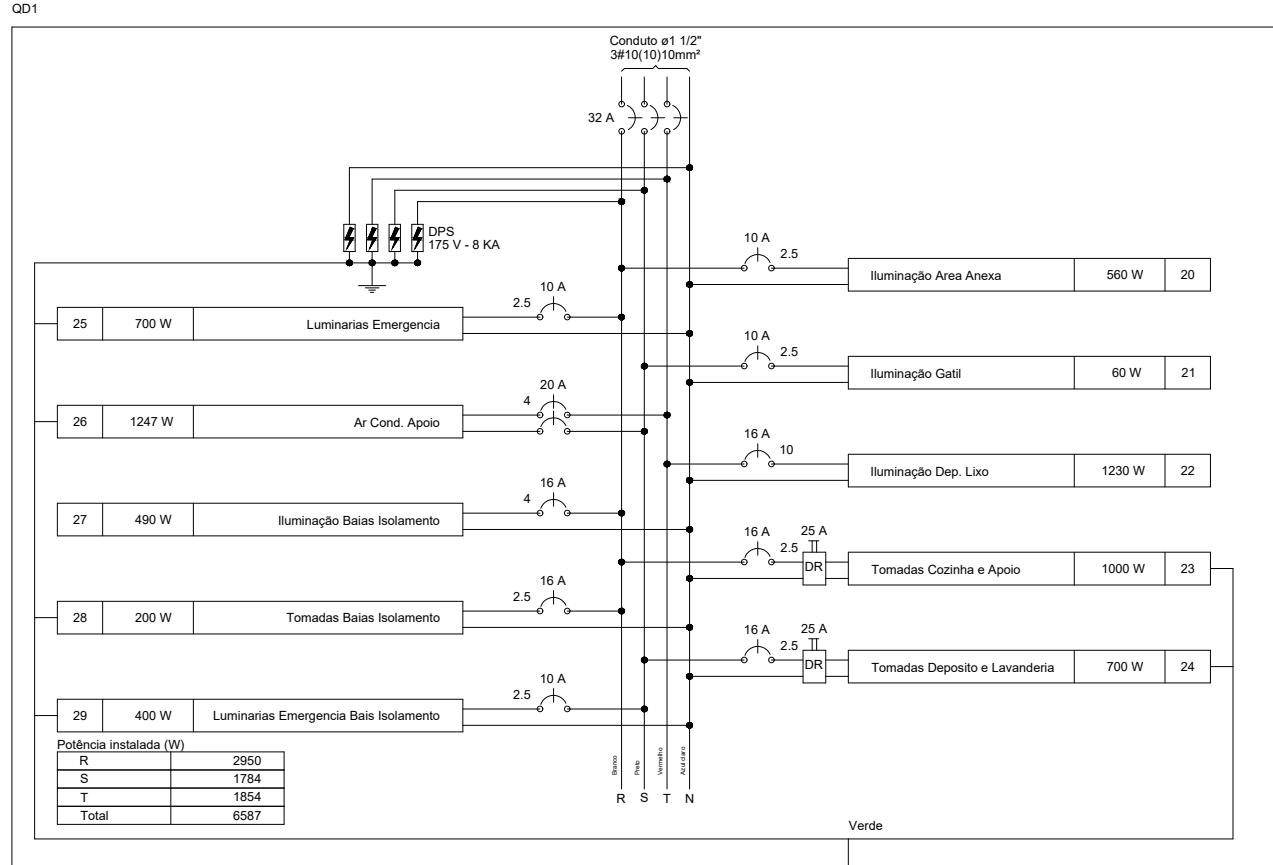 QD1
Conduto ø1 1/2"
3#10(10)10mm²
32 A
DPS
175 V - 8 KA
10 A
2.5
Iluminação Area Anexa 560 W 20
10 A
2.5
25 700 W Luminarias Emergencia
10 A
2.5
Iluminação Gatil 60 W 21
20 A
4
26 1247 W Ar Cond. Apoio
16 A
10
Iluminação Dep. Lixo 1230 W 22
16 A
4
27 490 W Iluminação Baias Isolamento
16 A 25 A
2.5
DR
Tomadas Cozinha e Apoio 1000 W 23
16 A
2.5
28 200 W Tomadas Baias Isolamento
16 A 25 A
2.5
DR
Tomadas Deposito e Lavanderia 700 W 24
10 A
2.5
29 400 W Luminarias Emergencia Bais Isolamento
Potência instalada (W)
R 2950
S 1784
T 1854
Total 6587
Branco
Preto
Vermelho
Azul claro
R S T N
Verde